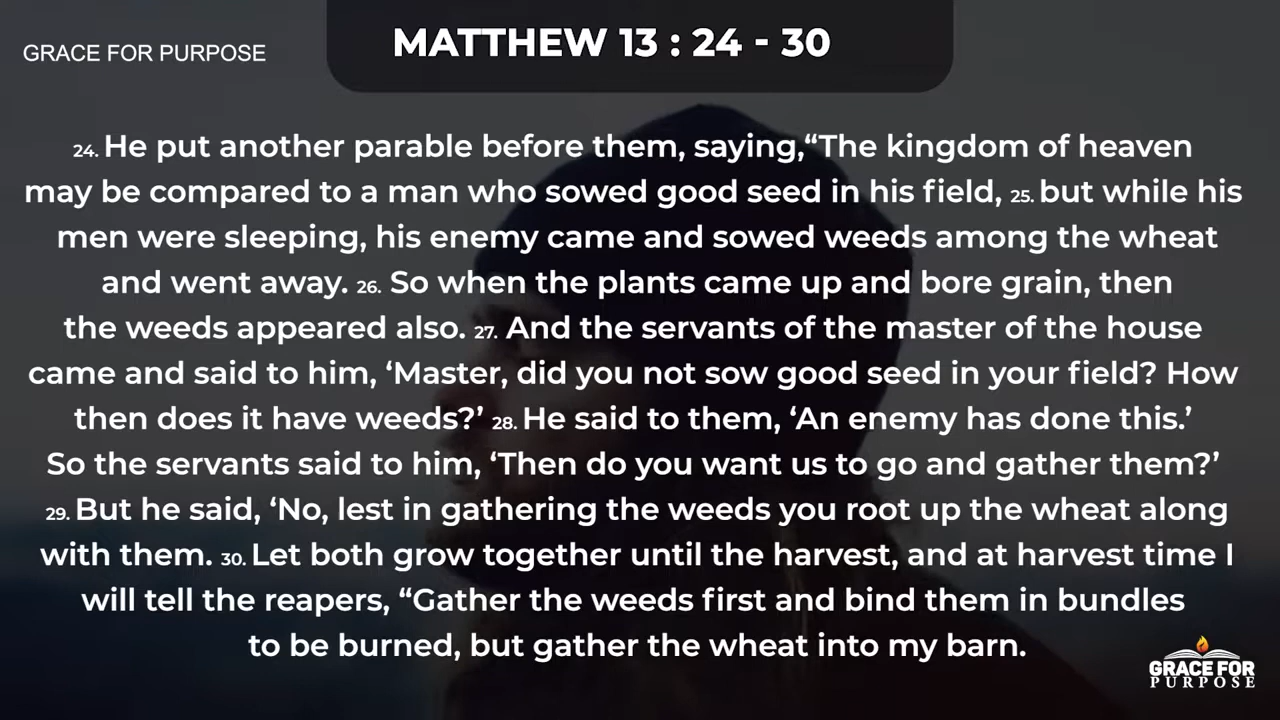 GRACE FOR PURPOSE
MATTHEW 13 : 24 - 30
24. He put another parable before them, saying,“The kingdom of heaven
may be compared to a man who sowed good seed in his field, 25. but while his
men were sleeping, his enemy came and sowed weeds among the wheat
and went away. 26. So when the plants came up and bore grain, then
the weeds appeared also. 27. And the servants of the master of the house
came and said to him, ‘Master, did you not sow good seed in your field? How
then does it have weeds?’ 28. He said to them, ‘An enemy has done this.’
So the servants said to him, ‘Then do you want us to go and gather them?’
29. But he said, ‘No, lest in gathering the weeds you root up the wheat along
with them. 30. Let both grow together until the harvest, and at harvest time I
will tell the reapers, “Gather the weeds first and bind them in bundles
to be burned, but gather the wheat into my barn.
GRACE FOR
PURPOSE